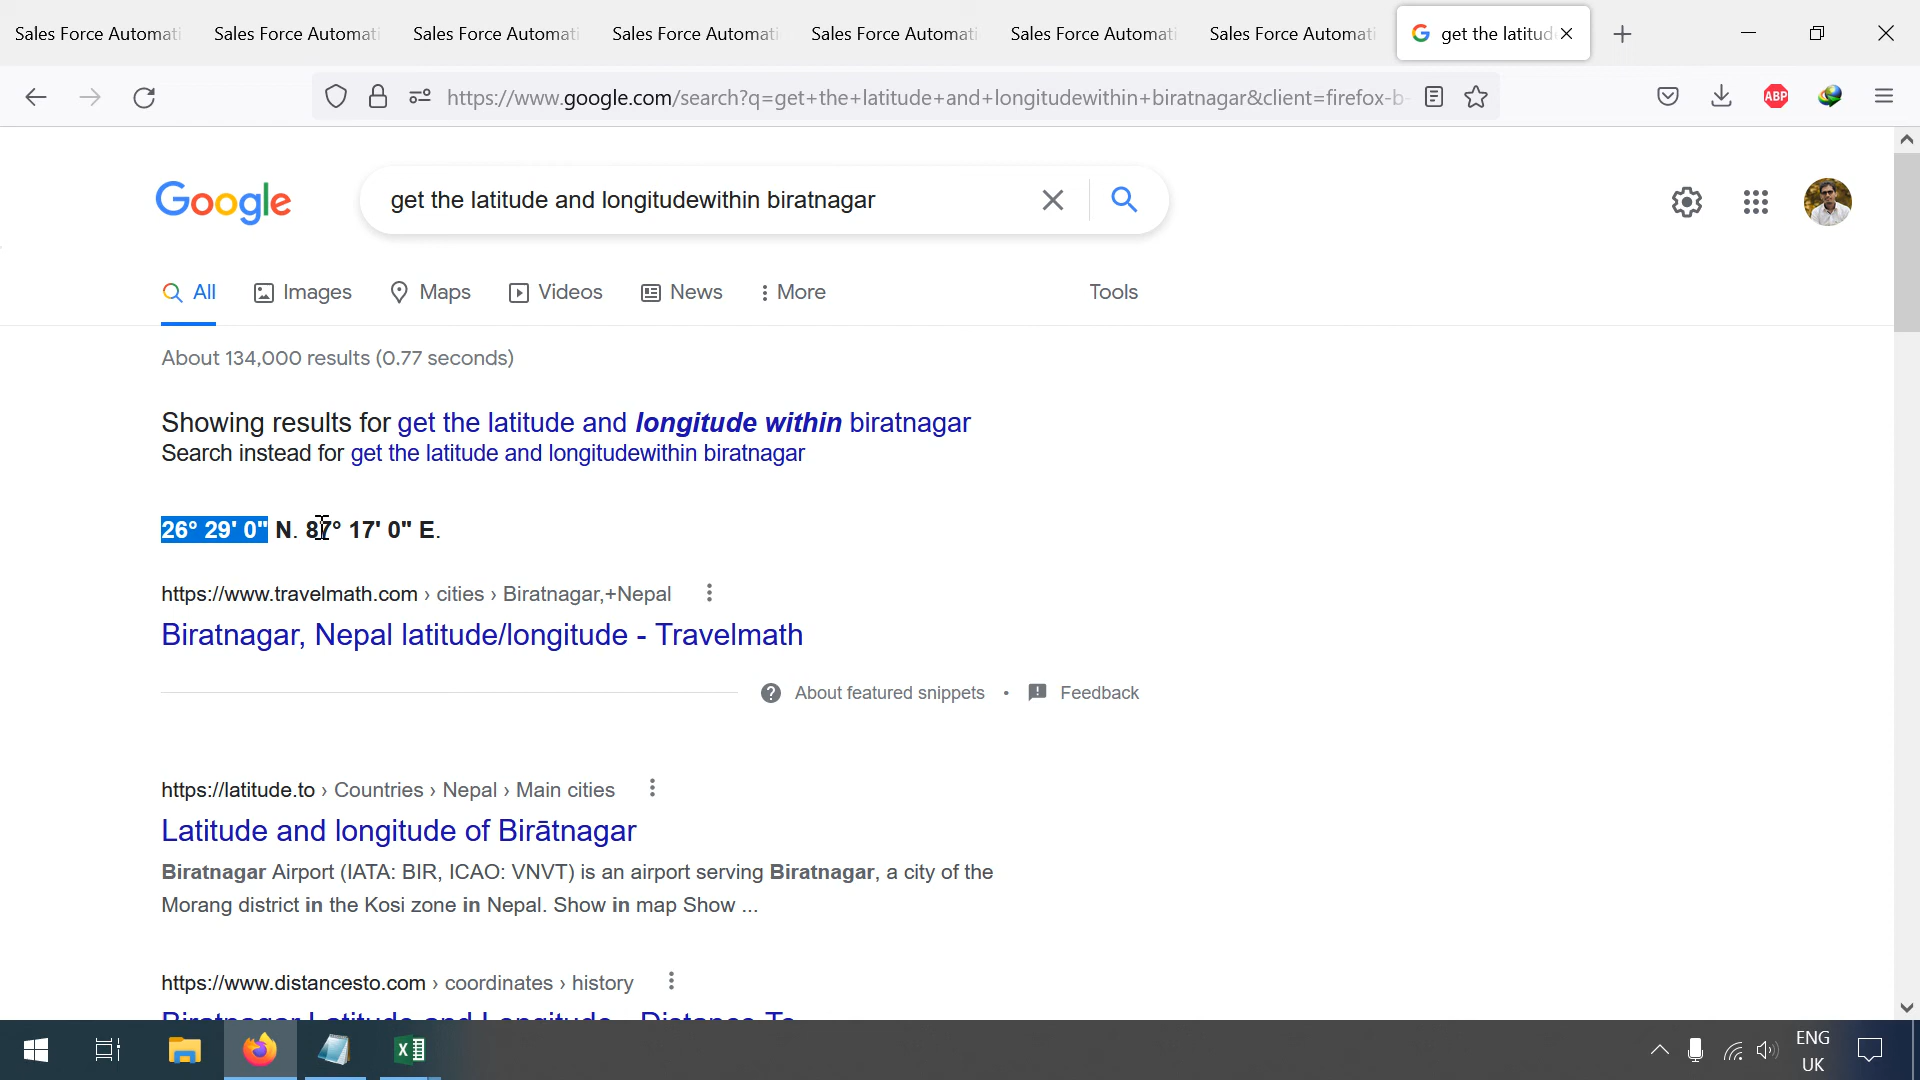 Sales Force Automati Sales Force Automati Sales Force Automati Sales Force Automati Sales Force Automati Sales Force Automati Sales Force Automati get the latitud
https://www.google.com/search?q=get+the+latitude+and+longitudewithin+biratnagar&client=firefox-b- ABP
Google get the latitude and longitudewithin biratnagar
All Images Maps Videos News More Tools
About 134,000 results (0.77 seconds)
Showing results for get the latitude and longitude within biratnagar
Search instead for get the latitude and longitudewithin biratnagar
26° 29' 0" N. 87° 17' 0" E.
https://www.travelmath.com › cities › Biratnagar,+Nepal
Biratnagar, Nepal latitude/longitude - Travelmath
About featured snippets • Feedback
https://latitude.to › Countries › Nepal › Main cities
Latitude and longitude of Birātnagar
Biratnagar Airport (IATA: BIR, ICAO: VNVT) is an airport serving Biratnagar, a city of the
Morang district in the Kosi zone in Nepal. Show in map Show ...
https://www.distancesto.com › coordinates › history
Biratnagar Latitude and Longitude - Distance To
ENG
UK